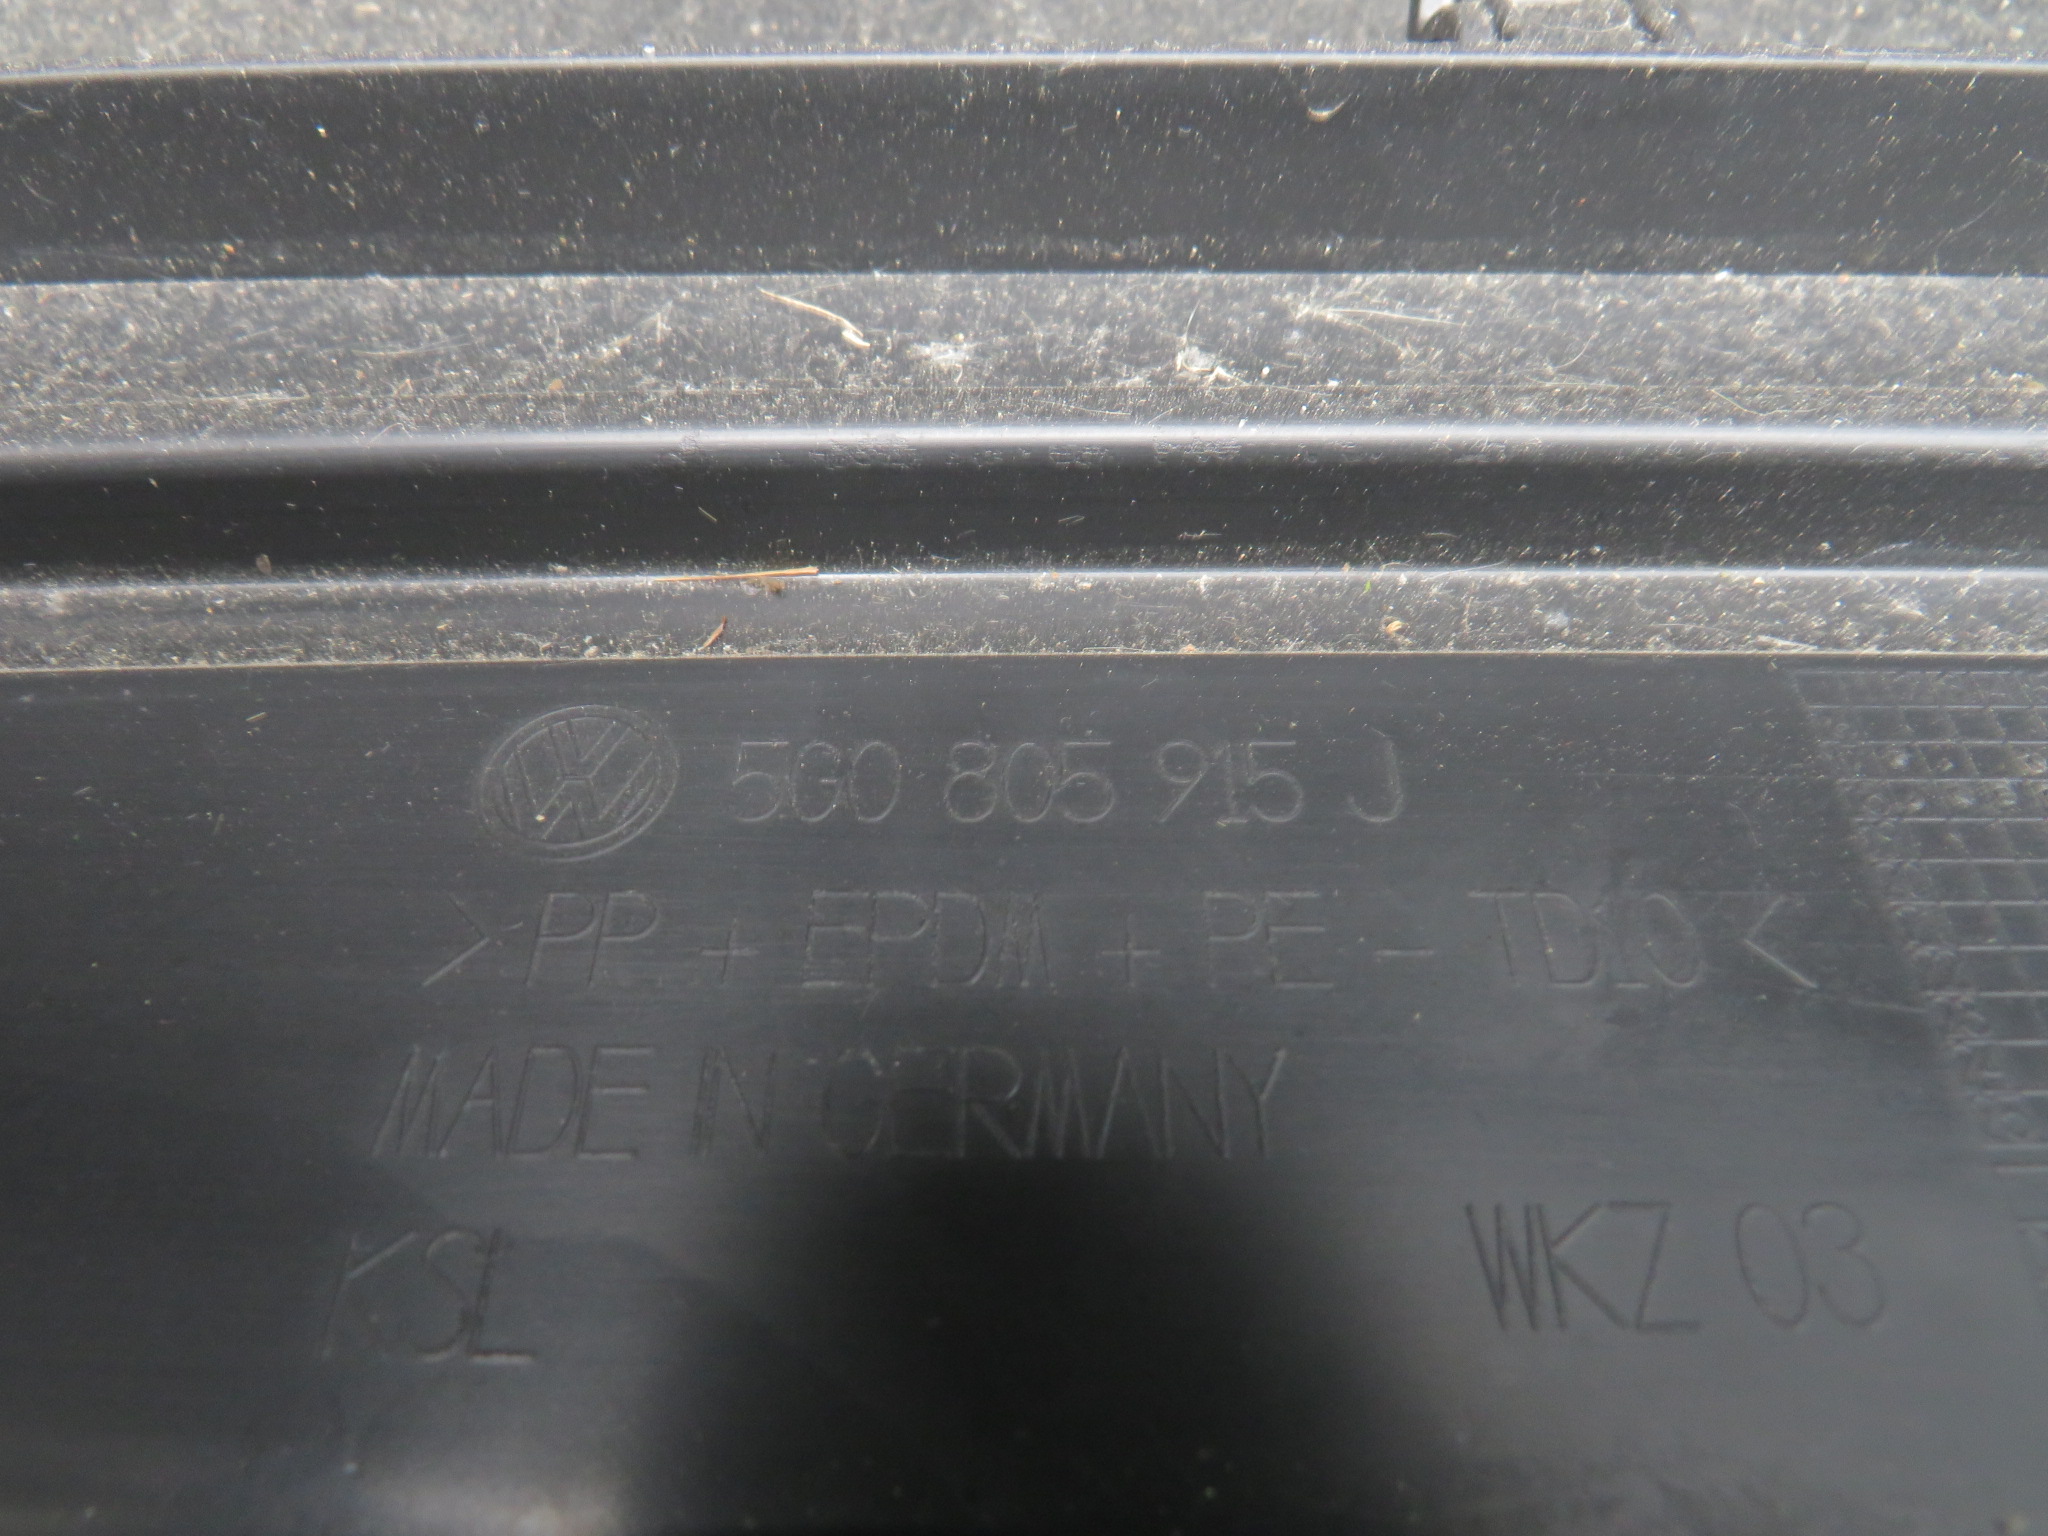 5G0 805 915 J
>PP + EPDM + PE - TD10<
MADE IN GERMANY
KSL WKZ 03